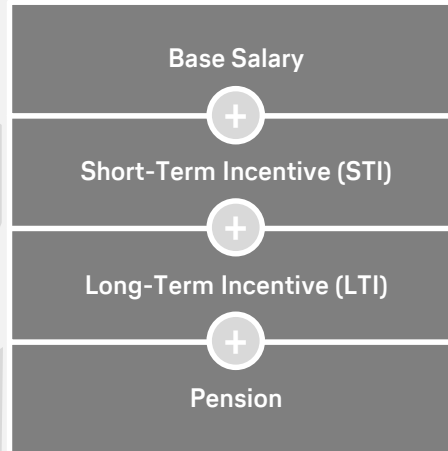 Base Salary
+
Short-Term Incentive (STI)
+
Long-Term Incentive (LTI)
+
Pension